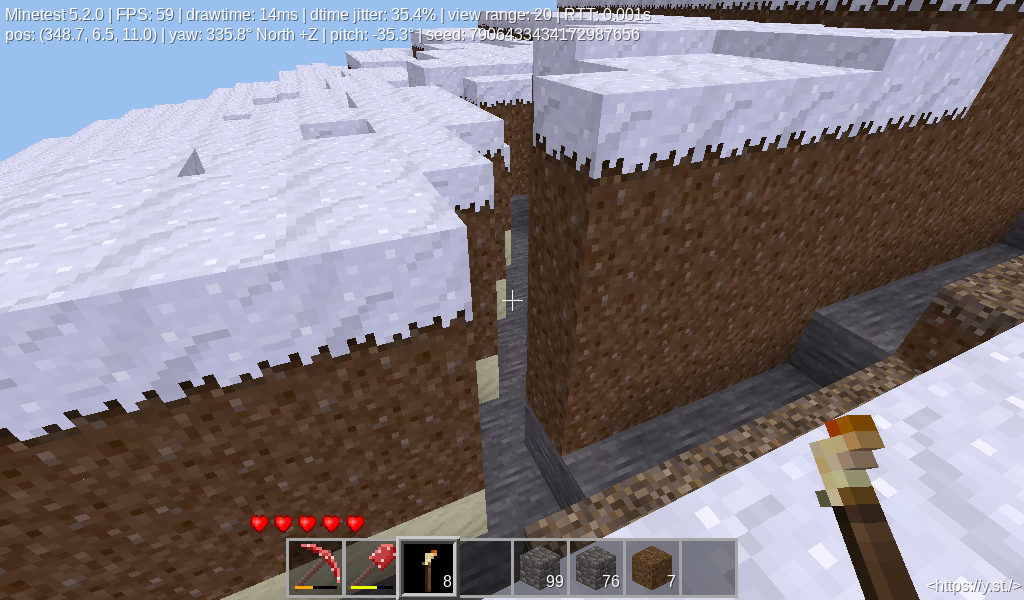 Minetest 5.2.0 | FPS: 59 | drawtime: 14ms | dtime jitter: 35.4% | view range: 20 | RTT: 0.001s
pos: (348.7, 6.5, 11.0) | yaw: 335.8° North +Z | pitch: -35.3° | seed: 7906433434172987656
8
99
76
7
<https://y.st./>